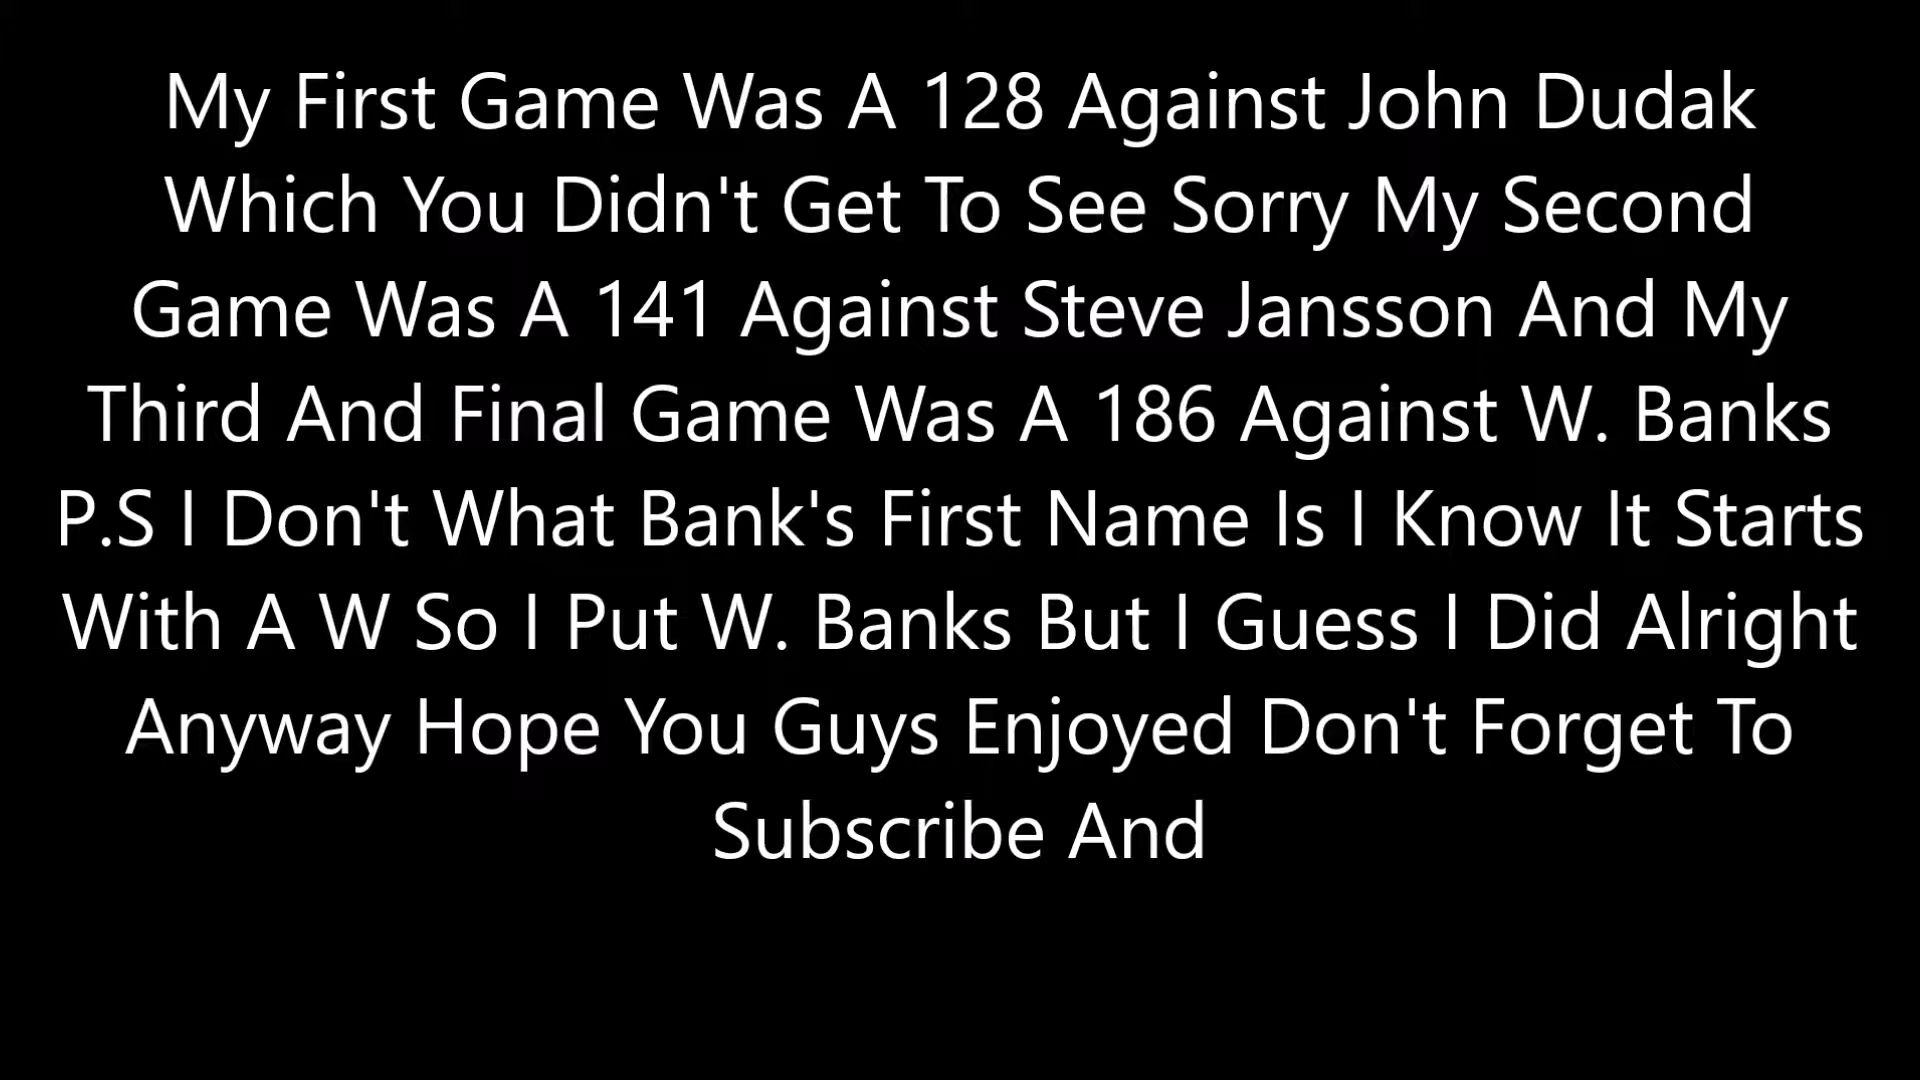 My First Game Was A 128 Against John Dudak
Which You Didn't Get To See Sorry My Second
Game Was A 141 Against Steve Jansson And My
Third And Final Game Was A 186 Against W. Banks
P.S I Don't What Bank's First Name Is I Know It Starts
With A W So I Put W. Banks But I Guess I Did Alright
Anyway Hope You Guys Enjoyed Don't Forget To
Subscribe And